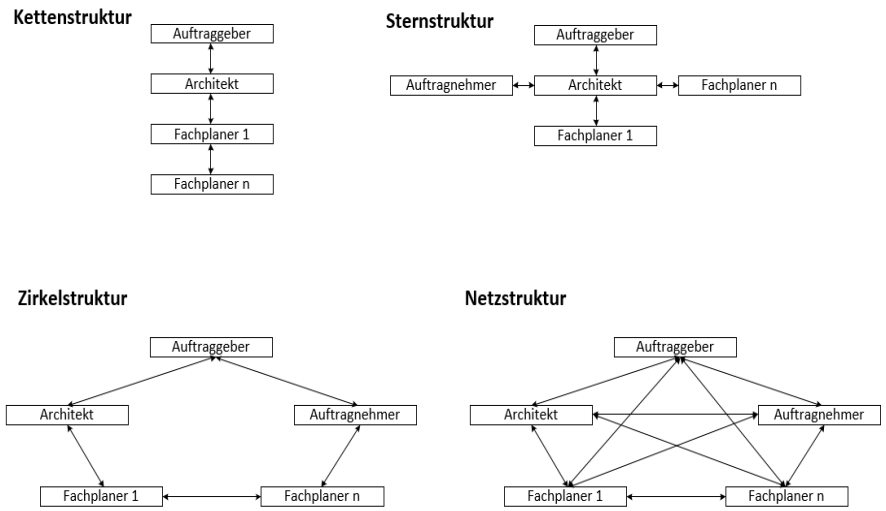 Kettenstruktur
Auftraggeber
Architekt
Fachplaner 1
Fachplaner n
Sternstruktur
Auftraggeber
Auftragnehmer
Architekt
Fachplaner n
Fachplaner 1
Zirkelstruktur
Auftraggeber
Architekt
Auftragnehmer
Fachplaner 1
Fachplaner n
Netzstruktur
Auftraggeber
Architekt
Auftragnehmer
Fachplaner 1
Fachplaner n